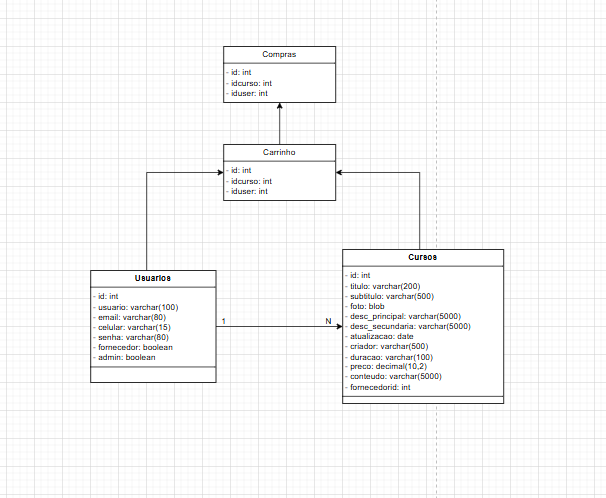 Compras
- id: int
- idcurso: int
- iduser: int
Carrinho
- id: int
- idcurso: int
- iduser: int
Usuarios
- id: int
- usuario: varchar(100)
- email: varchar(80)
- celular: varchar(15)
- senha: varchar(80)
- fornecedor: boolean
- admin: boolean
1
N
Cursos
- id: int
- titulo: varchar(200)
- subtitulo: varchar(500)
- foto: blob
- desc_principal: varchar(5000)
- desc_secundaria: varchar(5000)
- atualizacao: date
- criador: varchar(500)
- duracao: varchar(100)
- preco: decimal(10,2)
- conteudo: varchar(5000)
- fornecedorid: int